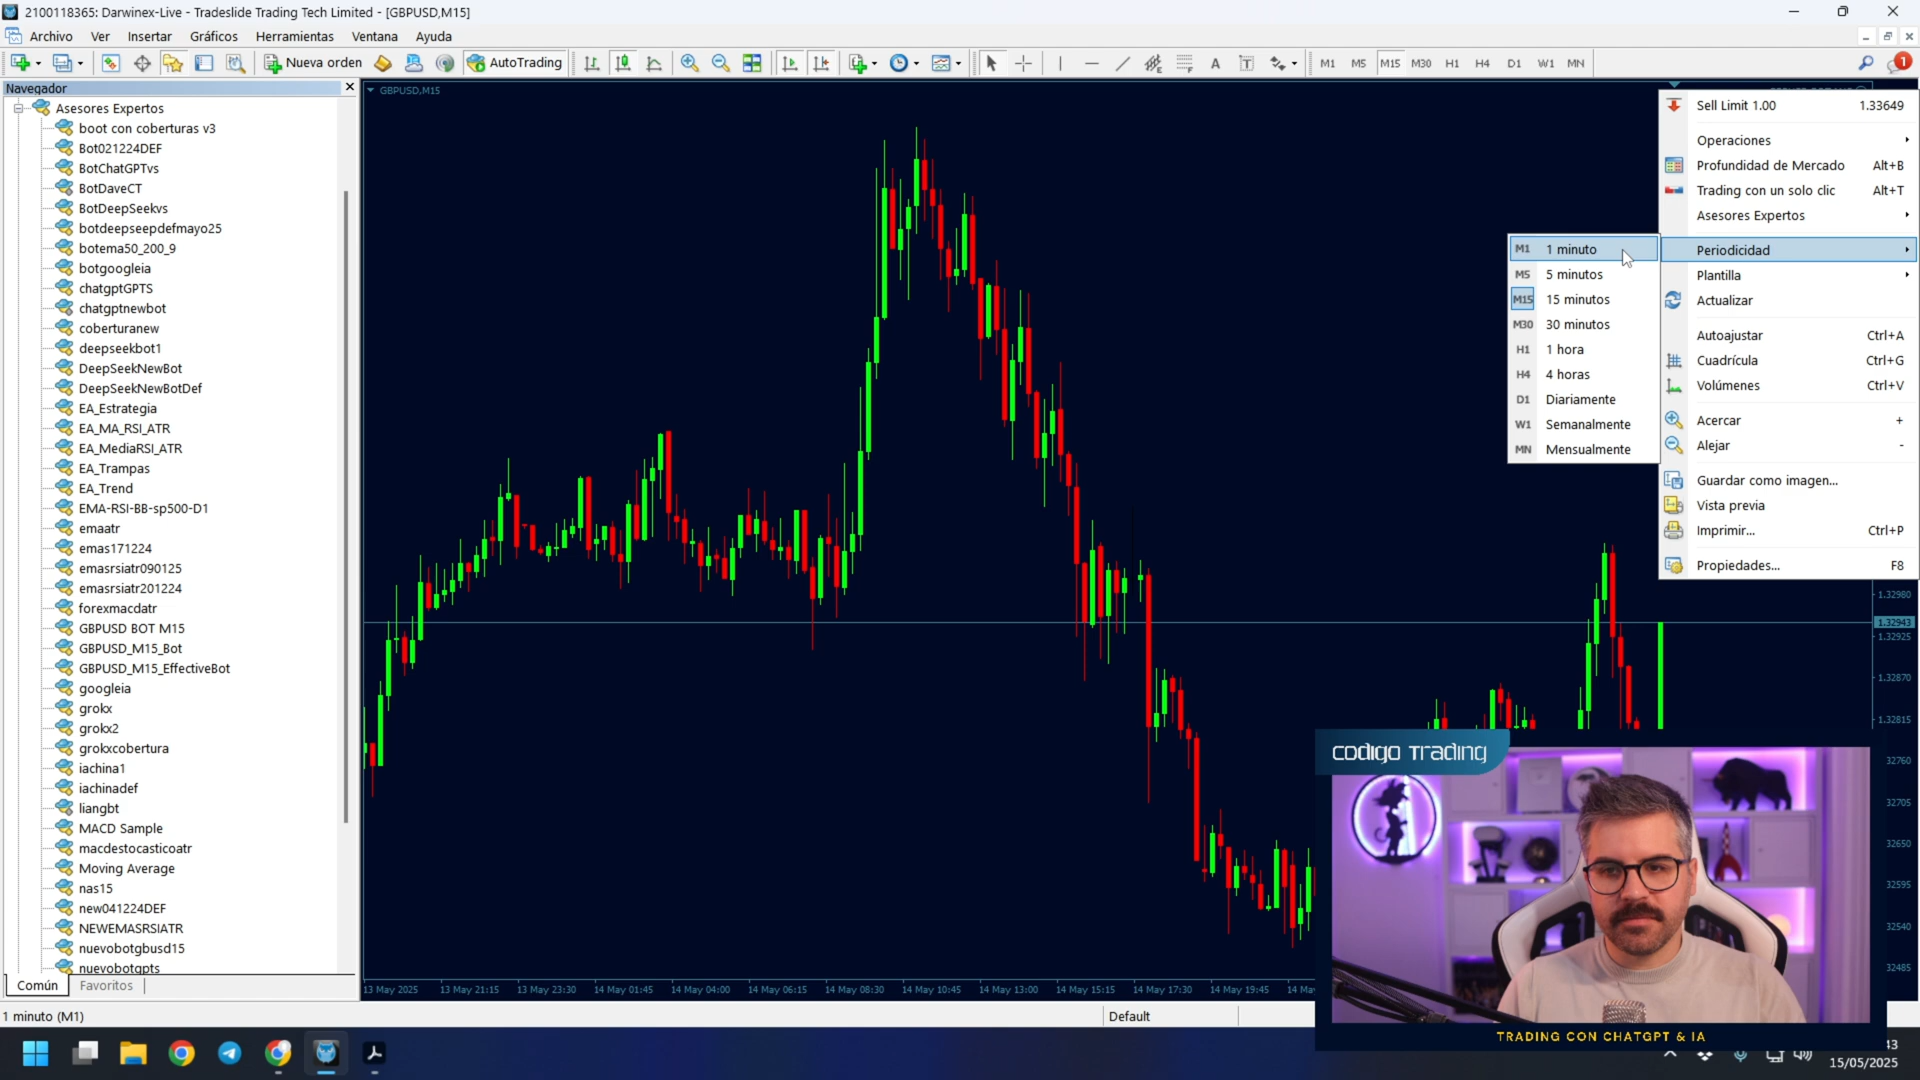 2100118365: Darwinex-Live - Tradeslide Trading Tech Limited - [GBPUSD,M15]
Archivo Ver Insertar Gráficos Herramientas Ventana Ayuda
Nueva orden AutoTrading A T M1 M5 M15 M30 H1 H4 D1 W1 MN 1
Navegador
GBPUSD,M15
Asesores Expertos
boot con coberturas v3
Bot021224DEF
BotChatGPTvs
BotDaveCT
BotDeepSeekvs
botdeepseepdefmayo25
botema50_200_9
botgoogleia
chatgptGPTS
chatgptnewbot
coberturanew
deepseekbot1
DeepSeekNewBot
DeepSeekNewBotDef
EA_Estrategia
EA_MA_RSI_ATR
EA_MediaRSI_ATR
EA_Trampas
EA_Trend
EMA-RSI-BB-sp500-D1
emaatr
emas171224
emasrsiatr090125
emasrsiatr201224
forexmacdatr
GBPUSD BOT M15
GBPUSD_M15_Bot
GBPUSD_M15_EffectiveBot
googleia
grokx
grokx2
grokxcobertura
iachina1
iachinadef
liangbt
MACD Sample
macdestocasticoatr
Moving Average
nas15
new041224DEF
NEWEMASRSIATR
nuevobotgbusd15
nuevobotgpts
Común Favoritos
1 minuto (M1)
Default
Sell Limit 1.00 1.33649
Operaciones
Profundidad de Mercado Alt+B
Trading con un solo clic Alt+T
Asesores Expertos
Periodicidad
Plantilla
Actualizar
Autoajustar Ctrl+A
Cuadrícula Ctrl+G
Volúmenes Ctrl+V
Acercar +
Alejar -
Guardar como imagen...
Vista previa
Imprimir... Ctrl+P
Propiedades... F8
M1 1 minuto
M5 5 minutos
M15 15 minutos
M30 30 minutos
H1 1 hora
H4 4 horas
D1 Diariamente
W1 Semanalmente
MN Mensualmente
1.32980
1.32943
1.32925
1.32870
1.32815
32760
32705
32650
32595
32540
32485
13 May 2025 13 May 21:15 13 May 23:30 14 May 01:45 14 May 04:00 14 May 06:15 14 May 08:30 14 May 10:45 14 May 13:00 14 May 15:15 14 May 17:30 14 May 19:45 14 Ma
codigo Trading
TRADING CON CHATGPT & IA
43
15/05/2025